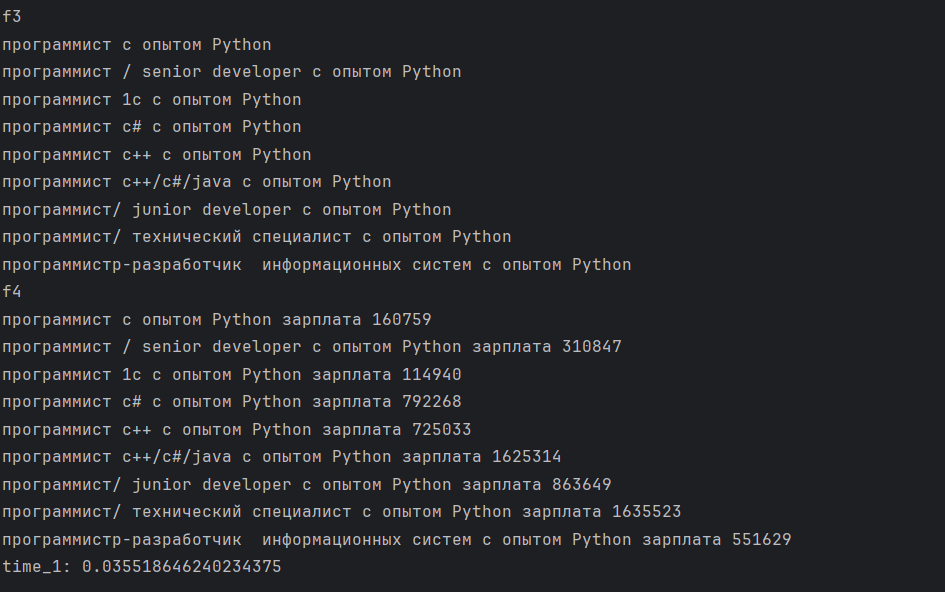 f3
программист с опытом Python
программист / senior developer с опытом Python
программист 1с с опытом Python
программист c# с опытом Python
программист c++ с опытом Python
программист c++/c#/java с опытом Python
программист/ junior developer с опытом Python
программист/ технический специалист с опытом Python
программистр-разработчик  информационных систем с опытом Python
f4
программист с опытом Python зарплата 160759
программист / senior developer с опытом Python зарплата 310847
программист 1с с опытом Python зарплата 114940
программист c# с опытом Python зарплата 792268
программист c++ с опытом Python зарплата 725033
программист c++/c#/java с опытом Python зарплата 1625314
программист/ junior developer с опытом Python зарплата 863649
программист/ технический специалист с опытом Python зарплата 1635523
программистр-разработчик  информационных систем с опытом Python зарплата 551629
time_1: 0.035518646240234375